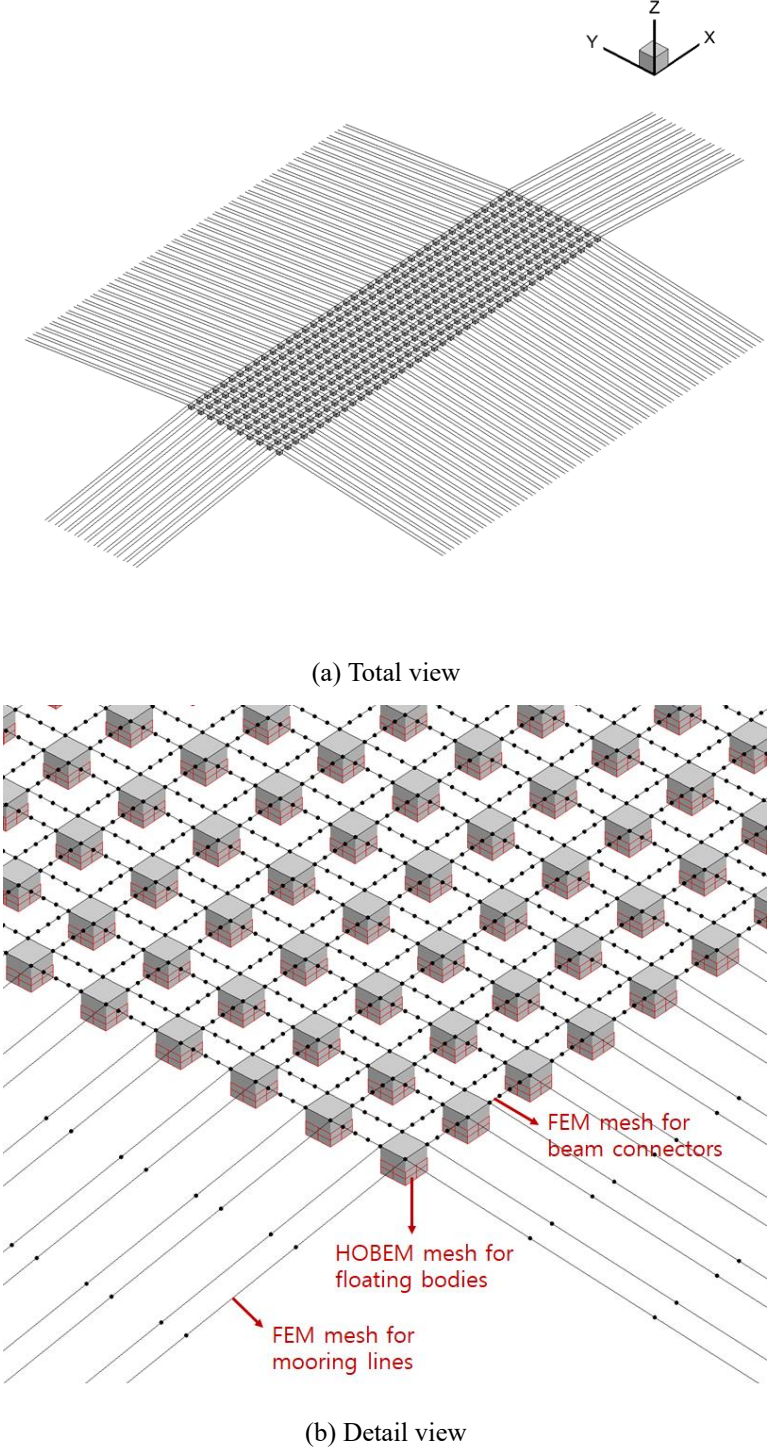 Z
Y
X
(a) Total view
FEM mesh for
beam connectors
HOBEM mesh for
floating bodies
FEM mesh for
mooring lines
(b) Detail view